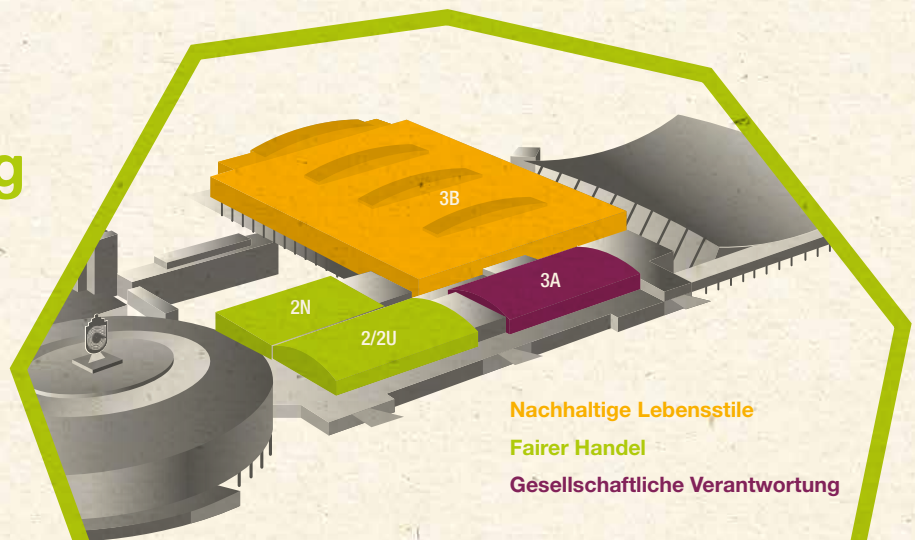 g
3B
3A
2N
2/2U
Nachhaltige Lebensstile
Fairer Handel
Gesellschaftliche Verantwortung